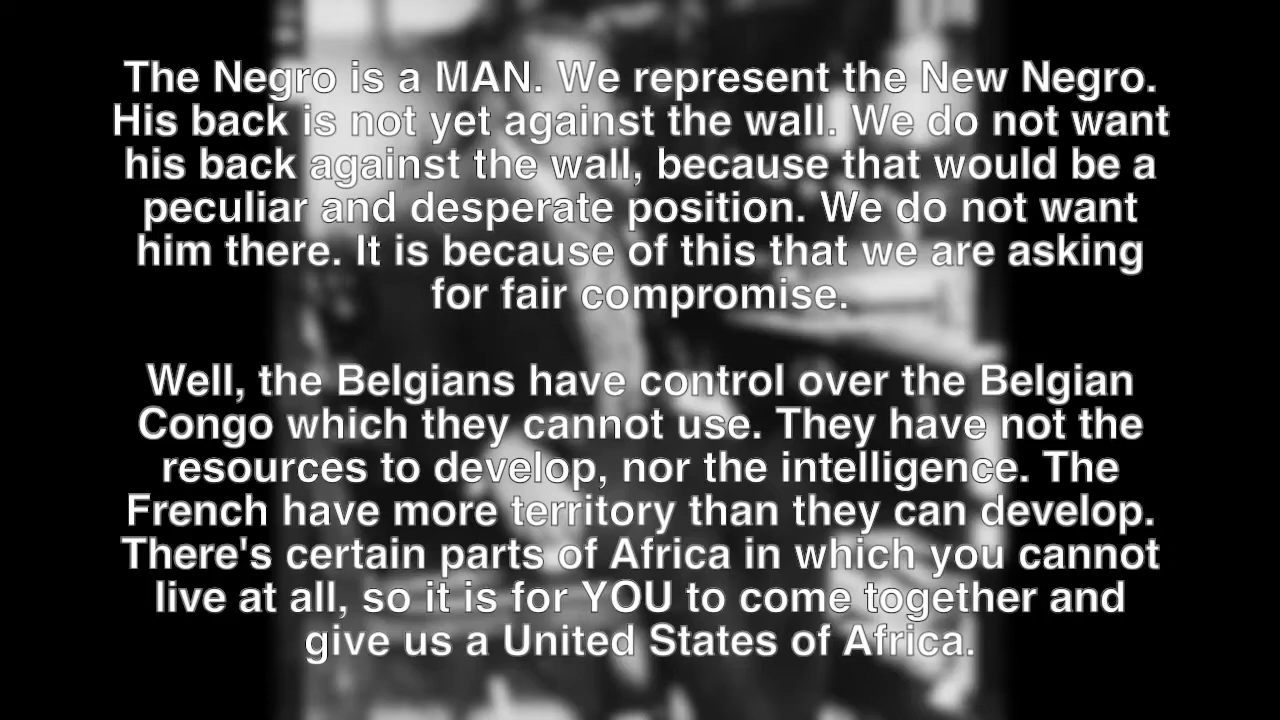 The Negro is a MAN. We represent the New Negro.
His back is not yet against the wall. We do not want
his back against the wall, because that would be a
peculiar and desperate position. We do not want
him there. It is because of this that we are asking
for fair compromise.
Well, the Belgians have control over the Belgian
Congo which they cannot use. They have not the
resources to develop, nor the intelligence. The
French have more territory than they can develop.
There's certain parts of Africa in which you cannot
live at all, so it is for YOU to come together and
give us a United States of Africa.